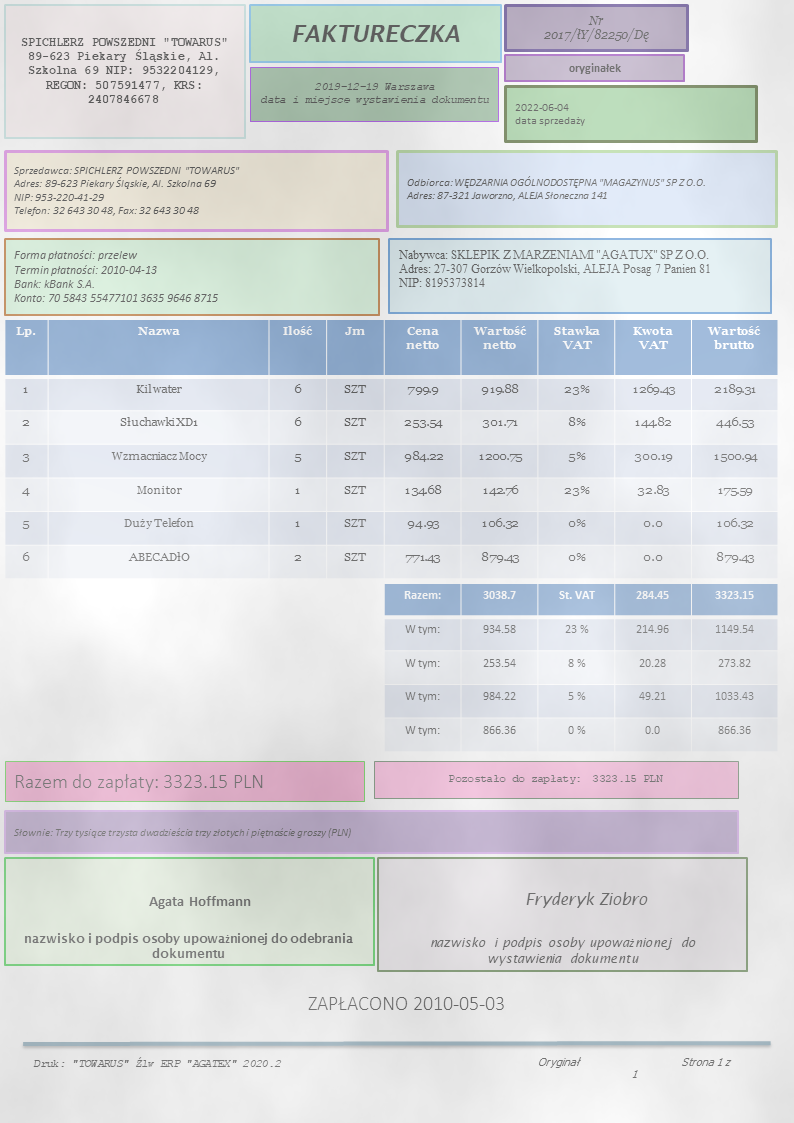 SPICHLERZ POWSZEDNI "TOWARUS"
89-623 Piekary Śląskie, Al.
Szkolna 69 NIP: 9532204129,
REGON: 507591477, KRS:
2407846678
FAKTURECZKA
2019-12-19 Warszawa
data i miejsce wystawienia dokumentu
Nr
2017/łY/82250/Dę
oryginałek
2022-06-04
data sprzedaży
Sprzedawca: SPICHLERZ POWSZEDNI "TOWARUS"
Adres: 89-623 Piekary Śląskie, Al. Szkolna 69
NIP: 953-220-41-29
Telefon: 32 643 30 48, Fax: 32 643 30 48
Odbiorca: WĘDZARNIA OGÓLNODOSTĘPNA "MAGAZYNUS" SP Z O.O.
Adres: 87-321 Jaworzno, ALEJA Słoneczna 141
Forma płatności: przelew
Termin płatności: 2010-04-13
Bank: kBank S.A.
Konto: 70 5843 55477101 3635 9646 8715
Nabywca: SKLEPIK Z MARZENIAMI "AGATUX" SP Z O.O.
Adres: 27-307 Gorzów Wielkopolski, ALEJA Posag 7 Panien 81
NIP: 8195373814
Lp. Nazwa Ilość Jm Cena netto Wartość netto Stawka VAT Kwota VAT Wartość brutto
1 Kilwater 6 SZT 799.9 919.88 23% 1269.43 2189.31
2 Słuchawki XD1 6 SZT 253.54 301.71 8% 144.82 446.53
3 Wzmacniacz Mocy 5 SZT 984.22 1200.75 5% 300.19 1500.94
4 Monitor 1 SZT 134.68 142.76 23% 32.83 175.59
5 Duży Telefon 1 SZT 94.93 106.32 0% 0.0 106.32
6 ABECADłO 2 SZT 771.43 879.43 0% 0.0 879.43
Razem: 3038.7 St. VAT 284.45 3323.15
W tym: 934.58 23 % 214.96 1149.54
W tym: 253.54 8 % 20.28 273.82
W tym: 984.22 5 % 49.21 1033.43
W tym: 866.36 0 % 0.0 866.36
Razem do zapłaty: 3323.15 PLN
Pozostało do zapłaty: 3323.15 PLN
Słownie: Trzy tysiące trzysta dwadzieścia trzy złotych i piętnaście groszy (PLN)
Agata Hoffmann
nazwisko i podpis osoby upoważnionej do odebrania
dokumentu
Fryderyk Ziobro
nazwisko i podpis osoby upoważnionej do
wystawienia dokumentu
ZAPŁACONO 2010-05-03
Druk: "TOWARUS" Źlw ERP "AGATEX" 2020.2
Oryginał Strona 1 z
1